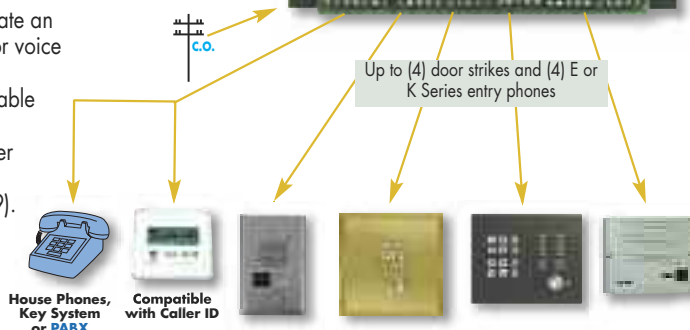 ate an
or voice
able
er
9).
C.O.
Up to (4) door strikes and (4) E or
K Series entry phones
House Phones,
Key System
or PABX
Compatible
with Caller ID